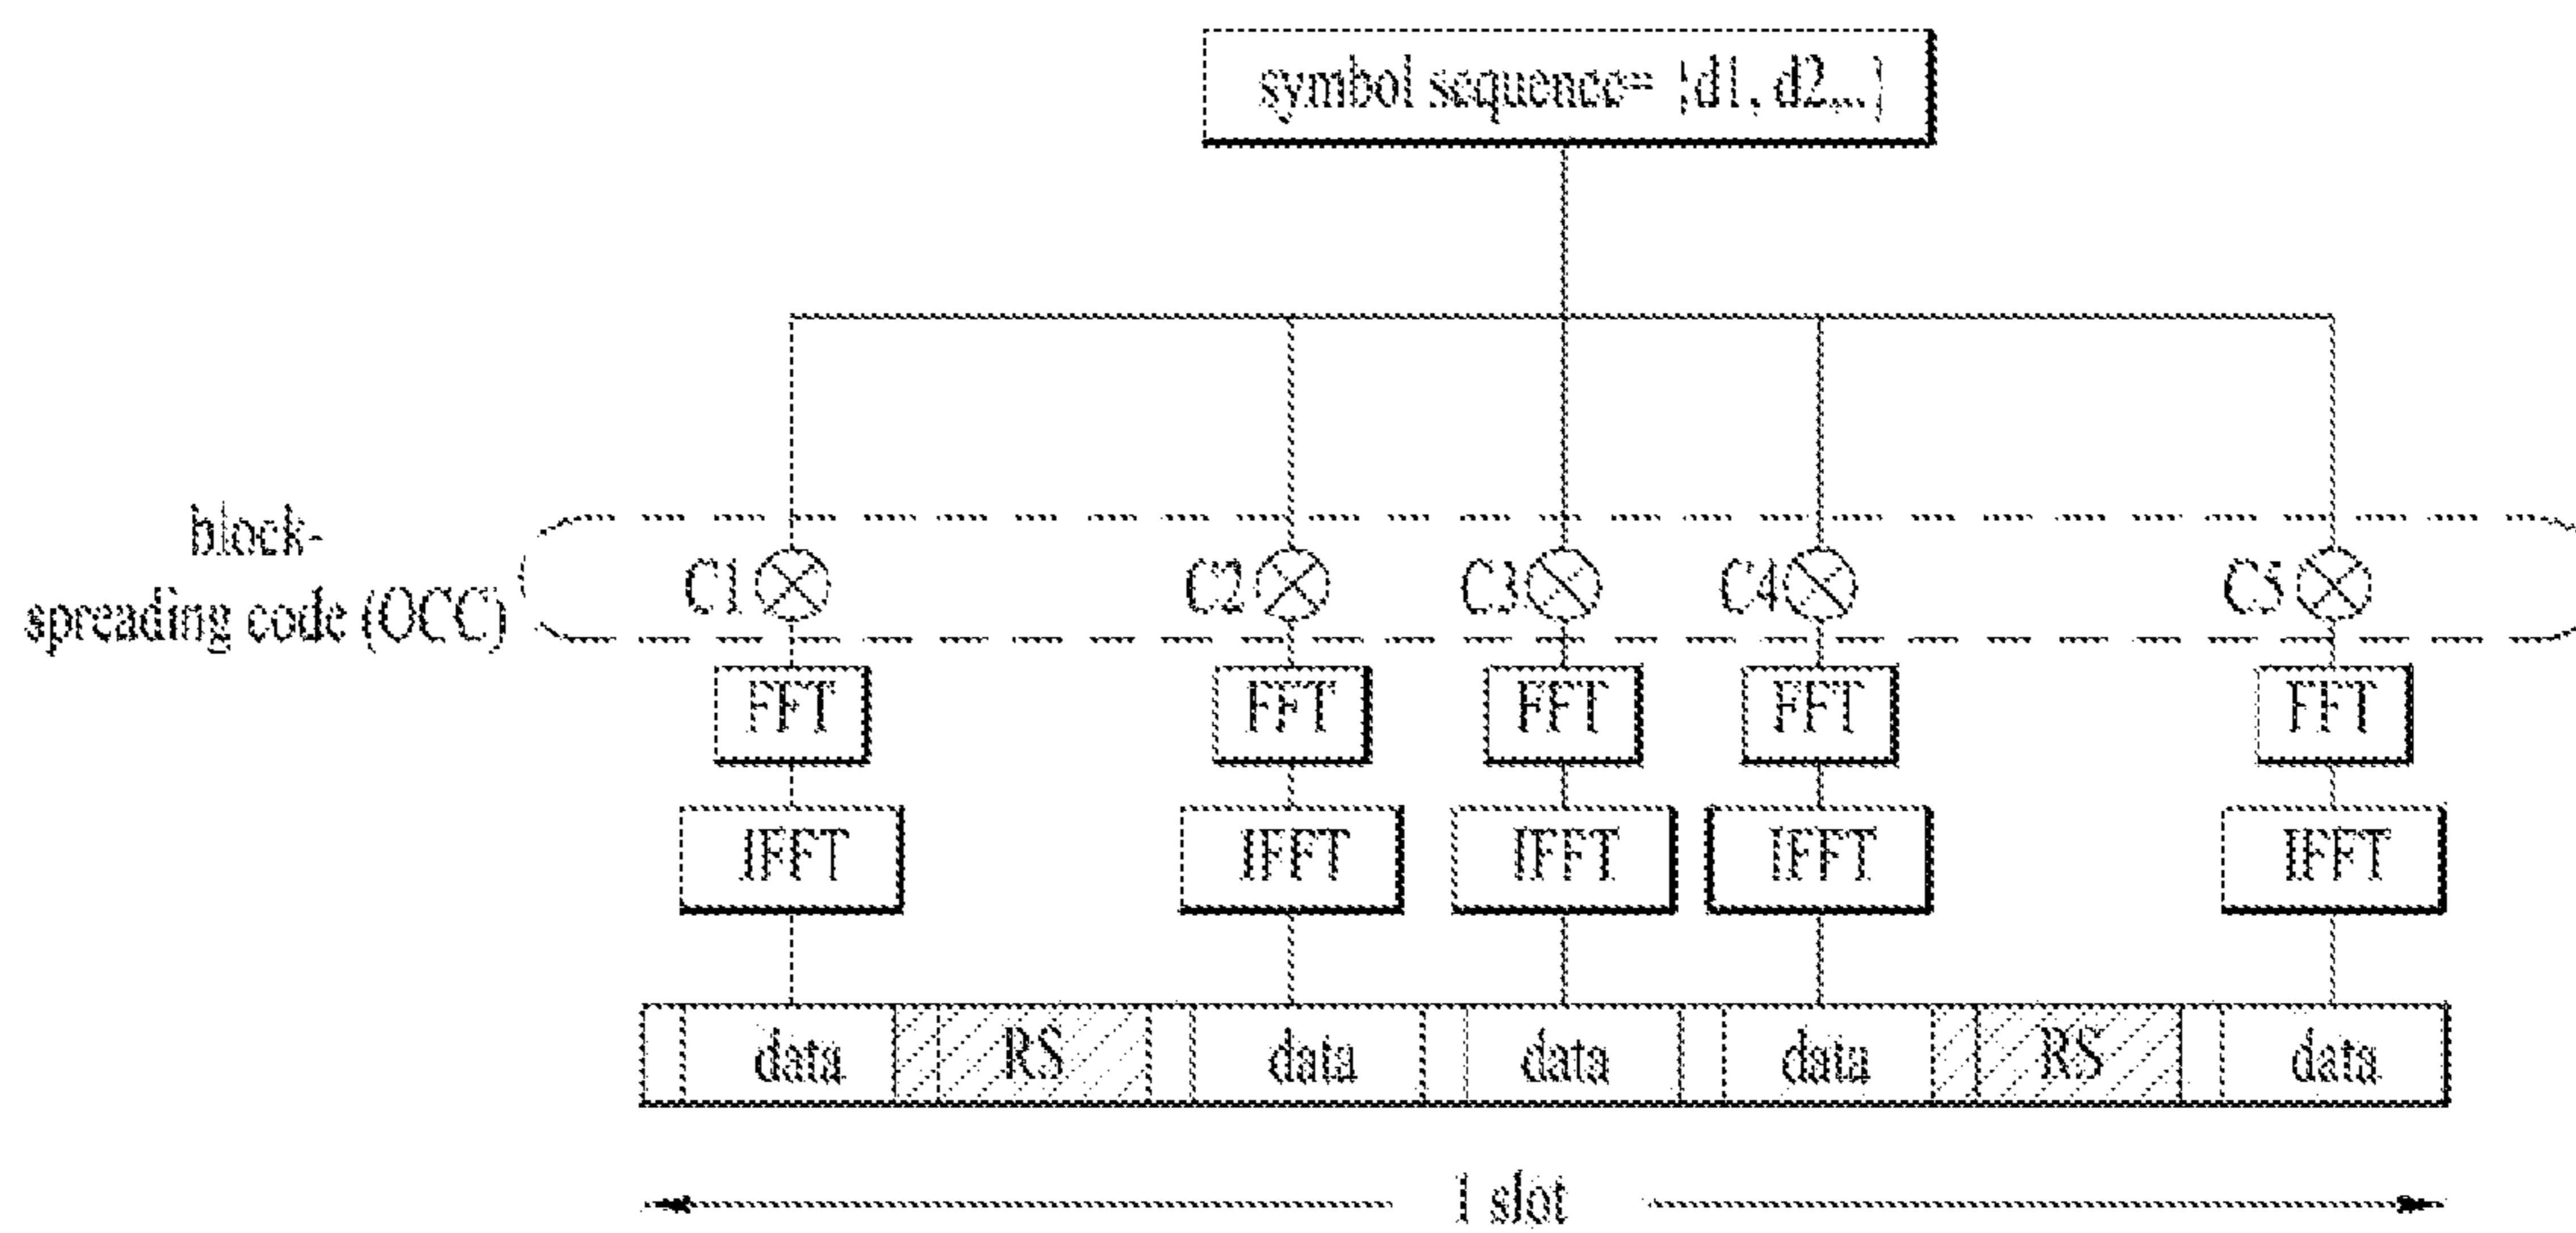 symbol sequence= {d1, d2,...}
block-
spreading code (OCC)
C1 C2 C3 C4 C5
FFT FFT FFT FFT FFT
IFFT IFFT IFFT IFFT IFFT
data RS data data data RS data
1 slot